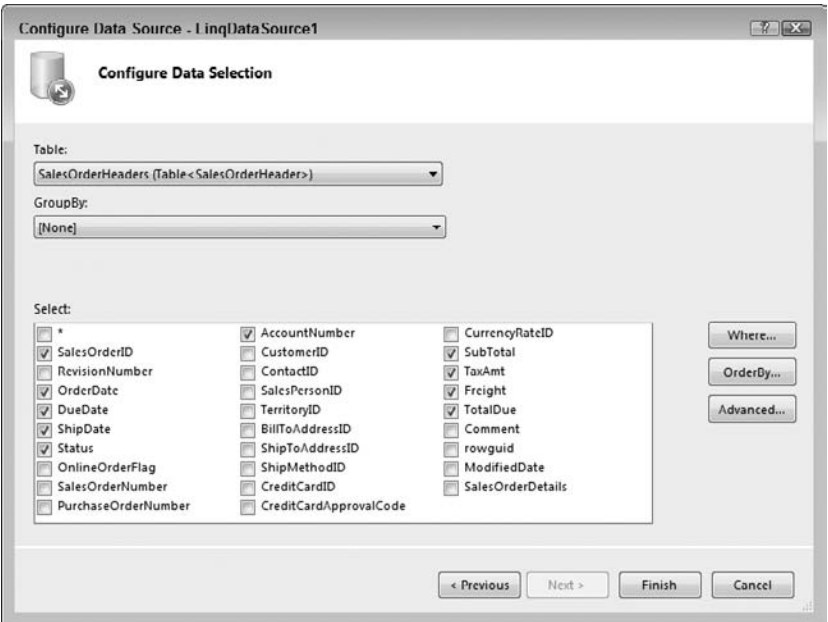 Configure Data Source - LinqDataSource1
Configure Data Selection
Table:
SalesOrderHeaders (Table<SalesOrderHeader>)
GroupBy:
[None]
Select:
*
SalesOrderID
RevisionNumber
OrderDate
DueDate
ShipDate
Status
OnlineOrderFlag
SalesOrderNumber
PurchaseOrderNumber
AccountNumber
CustomerID
ContactID
SalesPersonID
TerritoryID
BillToAddressID
ShipToAddressID
ShipMethodID
CreditCardID
CreditCardApprovalCode
CurrencyRateID
SubTotal
TaxAmt
Freight
TotalDue
Comment
rowguid
ModifiedDate
SalesOrderDetails
Where...
OrderBy...
Advanced...
< Previous
Next >
Finish
Cancel